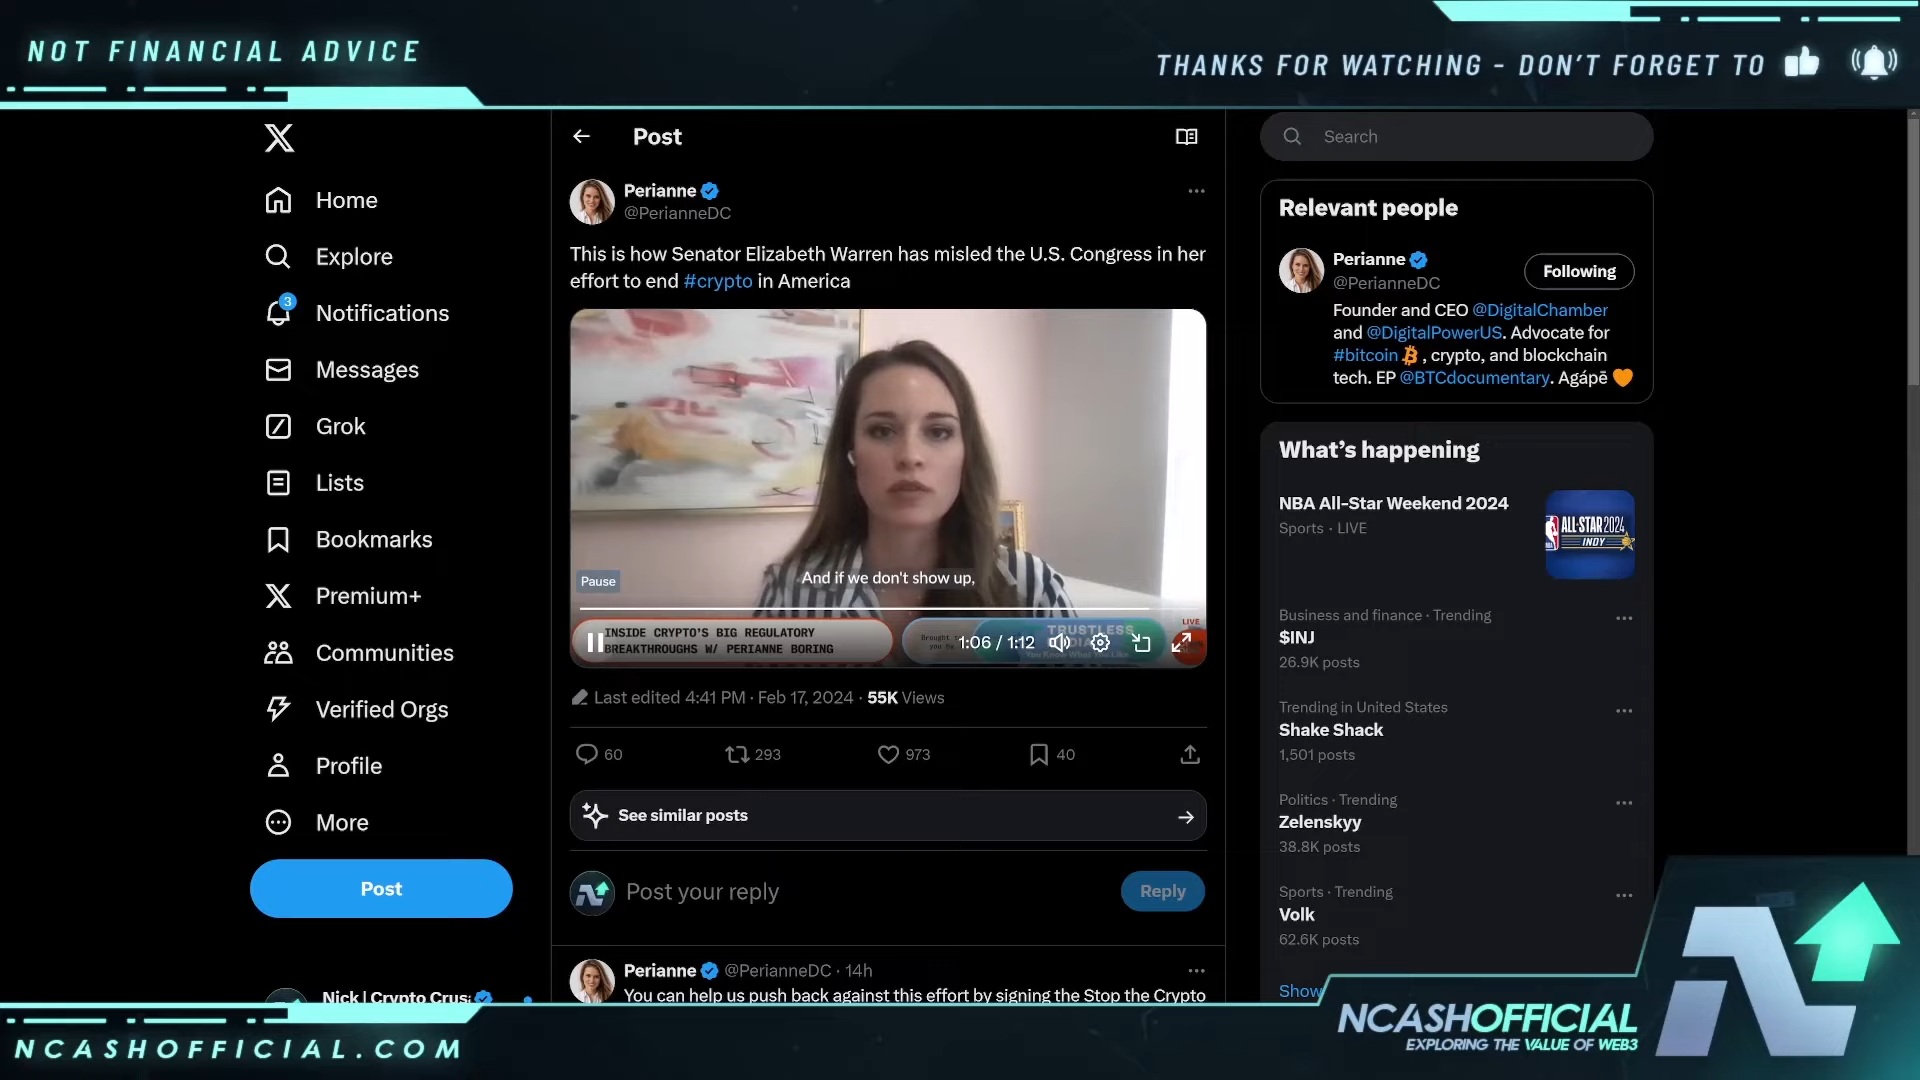 NOT FINANCIAL ADVICE
THANKS FOR WATCHING - DON'T FORGET TO
X
Home
Explore
3
Notifications
Messages
Grok
Lists
Bookmarks
Premium+
Communities
Verified Orgs
Profile
More
Post
Nick | Crypto Crus
Post
Perianne
@PerianneDC
This is how Senator Elizabeth Warren has misled the U.S. Congress in her
effort to end #crypto in America
And if we don't show up,
Pause
INSIDE CRYPTO'S BIG REGULATORY
BREAKTHROUGHS W/ PERIANNE BORING
Brought
you
TRUSTLESS
1:06 / 1:12
LIVE
Last edited 4:41 PM · Feb 17, 2024 · 55K Views
60
293
973
40
See similar posts
Post your reply
Reply
Perianne @PerianneDC · 14h
You can help us push back against this effort by signing the Stop the Crypto
Search
Relevant people
Perianne
@PerianneDC
Following
Founder and CEO @DigitalChamber
and @DigitalPowerUS. Advocate for
#bitcoin , crypto, and blockchain
tech. EP @BTCdocumentary. Agápē
What's happening
NBA All-Star Weekend 2024
Sports · LIVE
ALL·STAR 2024
INDY
Business and finance · Trending
$INJ
26.9K posts
Trending in United States
Shake Shack
1,501 posts
Politics · Trending
Zelenskyy
38.8K posts
Sports · Trending
Volk
62.6K posts
Show
NCASHOFFICIAL.COM
NCASHOFFICIAL
EXPLORING THE VALUE OF WEB3